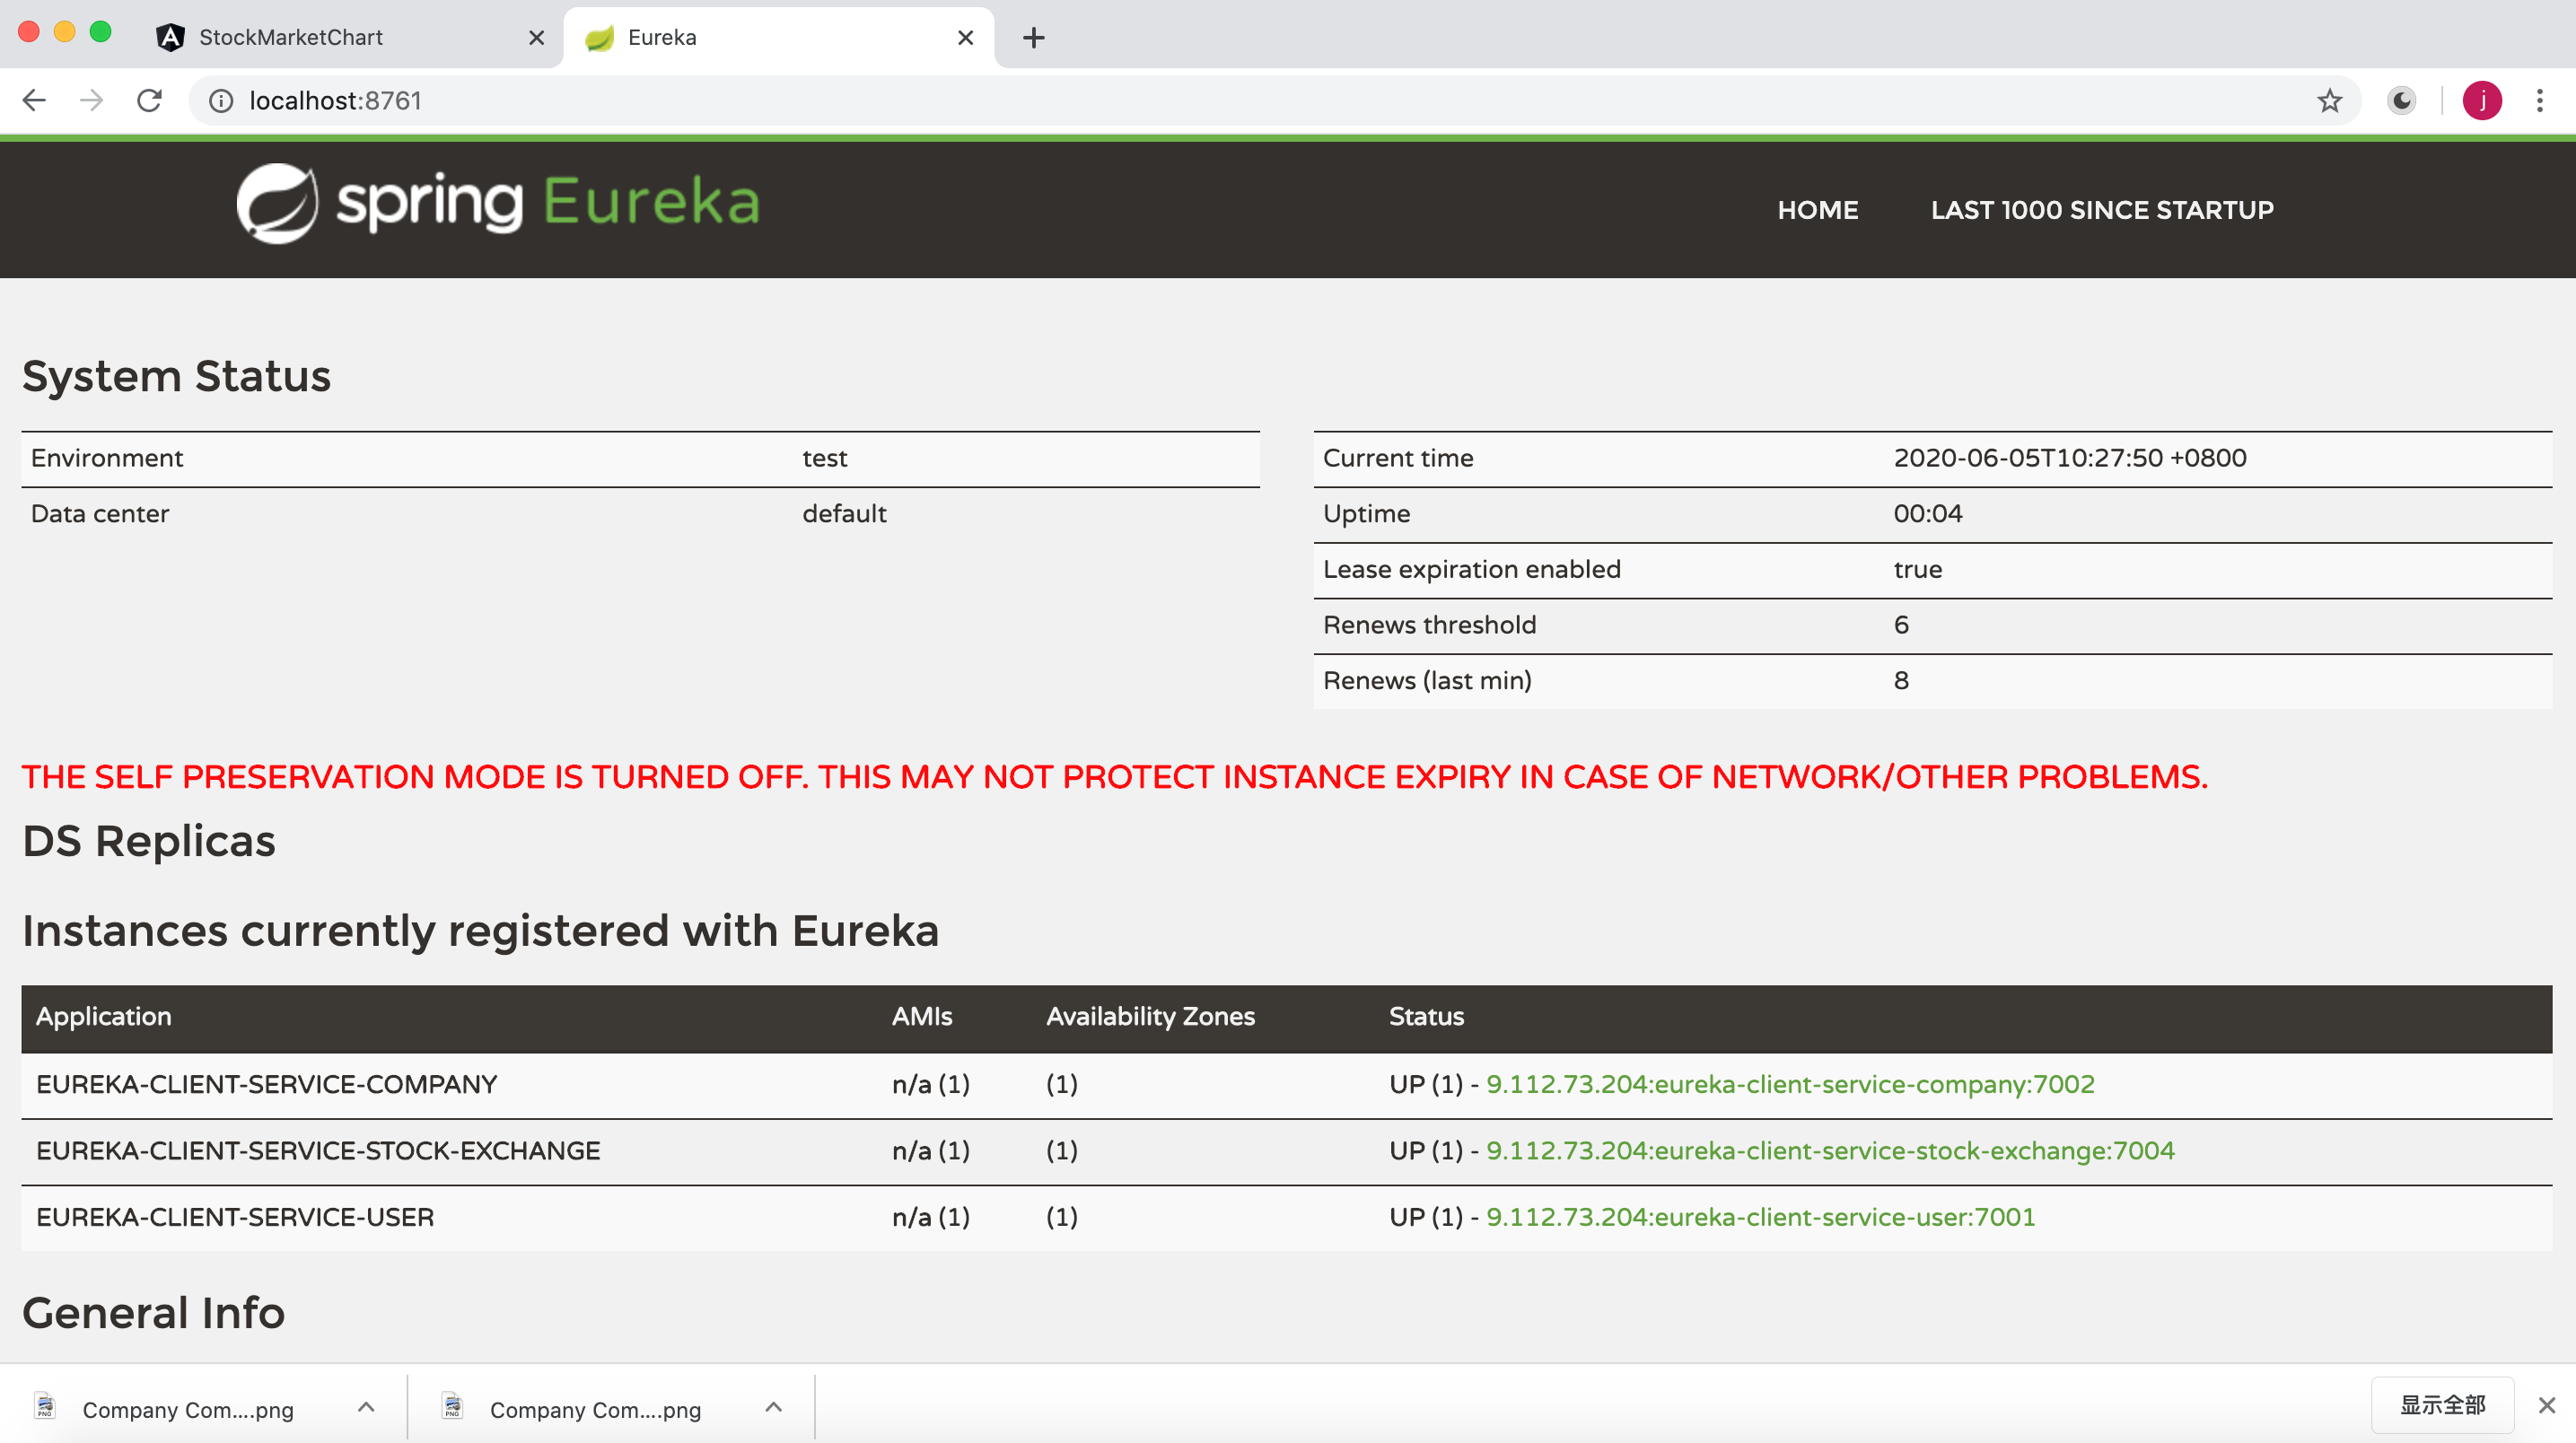 StockMarketChart
Eureka
localhost:8761
j
spring Eureka
HOME LAST 1000 SINCE STARTUP
System Status
Environment test
Data center default
Current time 2020-06-05T10:27:50 +0800
Uptime 00:04
Lease expiration enabled true
Renews threshold 6
Renews (last min) 8
THE SELF PRESERVATION MODE IS TURNED OFF. THIS MAY NOT PROTECT INSTANCE EXPIRY IN CASE OF NETWORK/OTHER PROBLEMS.
DS Replicas
Instances currently registered with Eureka
Application AMIs Availability Zones Status
EUREKA-CLIENT-SERVICE-COMPANY n/a (1) (1) UP (1) - 9.112.73.204:eureka-client-service-company:7002
EUREKA-CLIENT-SERVICE-STOCK-EXCHANGE n/a (1) (1) UP (1) - 9.112.73.204:eureka-client-service-stock-exchange:7004
EUREKA-CLIENT-SERVICE-USER n/a (1) (1) UP (1) - 9.112.73.204:eureka-client-service-user:7001
General Info
PNG Company Com....png
PNG Company Com....png
显示全部